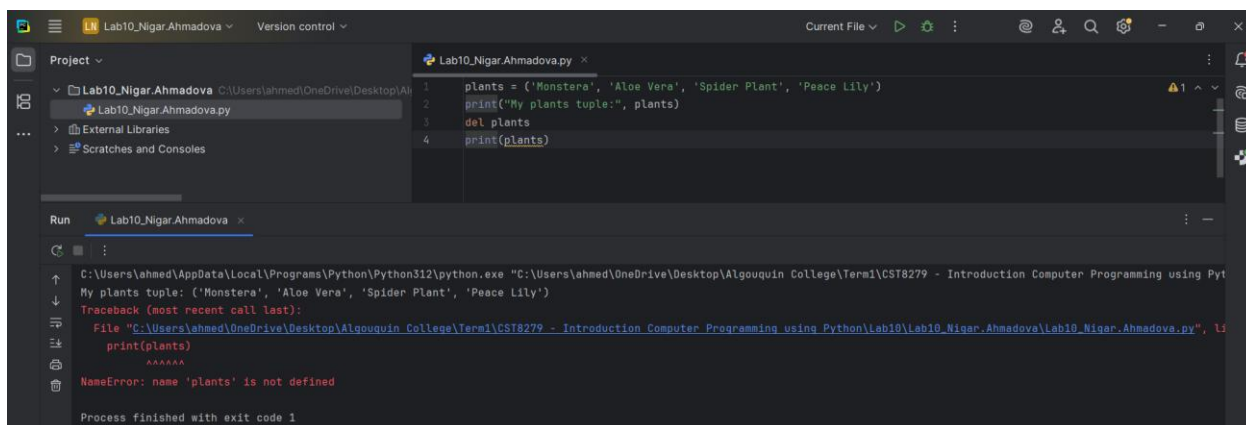 LN Lab10_Nigar.Ahmadova Version control Current File
Project
Lab10_Nigar.Ahmadova C:\Users\ahmed\OneDrive\Desktop\Al
Lab10_Nigar.Ahmadova.py
External Libraries
Scratches and Consoles
Lab10_Nigar.Ahmadova.py
1 plants = ('Monstera', 'Aloe Vera', 'Spider Plant', 'Peace Lily')
2 print("My plants tuple:", plants)
3 del plants
4 print(plants)
1
Run Lab10_Nigar.Ahmadova
C:\Users\ahmed\AppData\Local\Programs\Python\Python312\python.exe "C:\Users\ahmed\OneDrive\Desktop\Algouquin College\Term1\CST8279 - Introduction Computer Programming using Pyt
My plants tuple: ('Monstera', 'Aloe Vera', 'Spider Plant', 'Peace Lily')
Traceback (most recent call last):
File "C:\Users\ahmed\OneDrive\Desktop\Algouquin College\Term1\CST8279 - Introduction Computer Programming using Python\Lab10\Lab10_Nigar.Ahmadova\Lab10_Nigar.Ahmadova.py", li
print(plants)
^^^^^^
NameError: name 'plants' is not defined
Process finished with exit code 1